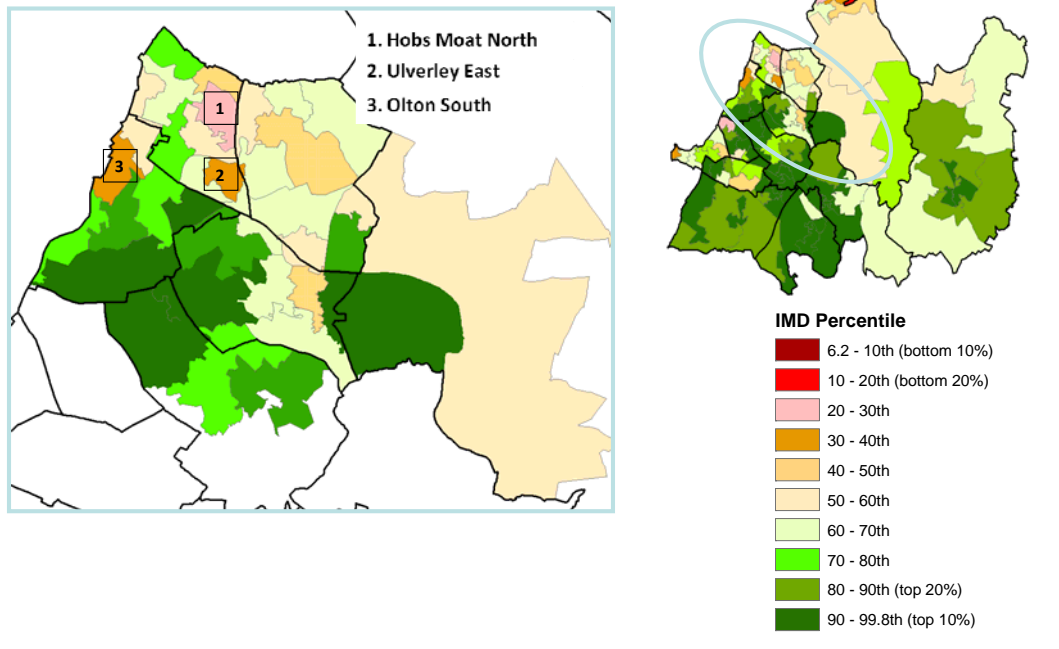 1. Hobs Moat North
2. Ulverley East
3. Olton South
1
3
2
IMD Percentile
6.2 - 10th (bottom 10%)
10 - 20th (bottom 20%)
20 - 30th
30 - 40th
40 - 50th
50 - 60th
60 - 70th
70 - 80th
80 - 90th (top 20%)
90 - 99.8th (top 10%)